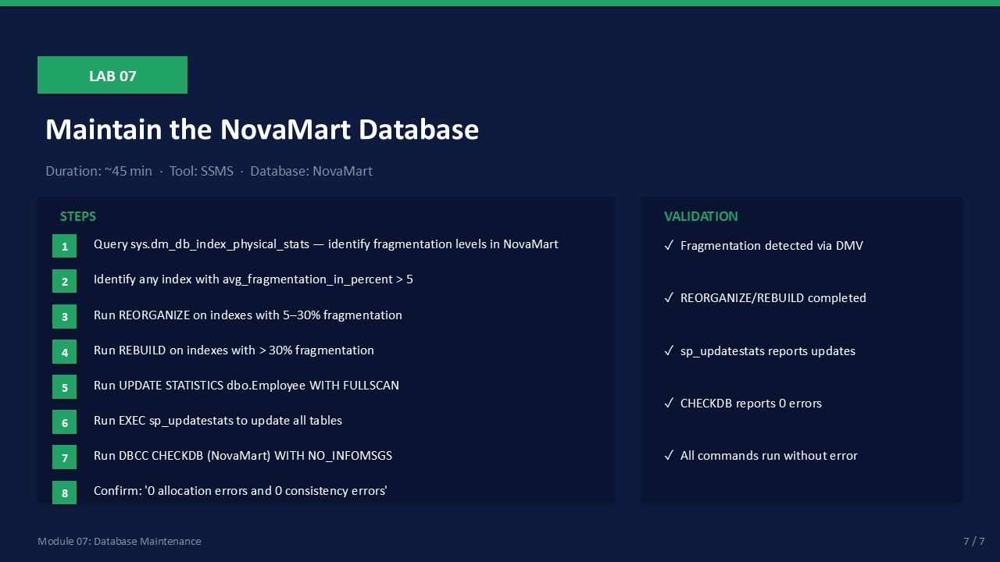 LAB 07
Maintain the NovaMart Database
Duration: ~45 min · Tool: SSMS · Database: NovaMart
STEPS
1 Query sys.dm_db_index_physical_stats — identify fragmentation levels in NovaMart
2 Identify any index with avg_fragmentation_in_percent > 5
3 Run REORGANIZE on indexes with 5–30% fragmentation
4 Run REBUILD on indexes with > 30% fragmentation
5 Run UPDATE STATISTICS dbo.Employee WITH FULLSCAN
6 Run EXEC sp_updatestats to update all tables
7 Run DBCC CHECKDB (NovaMart) WITH NO_INFOMSGS
8 Confirm: '0 allocation errors and 0 consistency errors'
VALIDATION
✓ Fragmentation detected via DMV
✓ REORGANIZE/REBUILD completed
✓ sp_updatestats reports updates
✓ CHECKDB reports 0 errors
✓ All commands run without error
Module 07: Database Maintenance
7 / 7